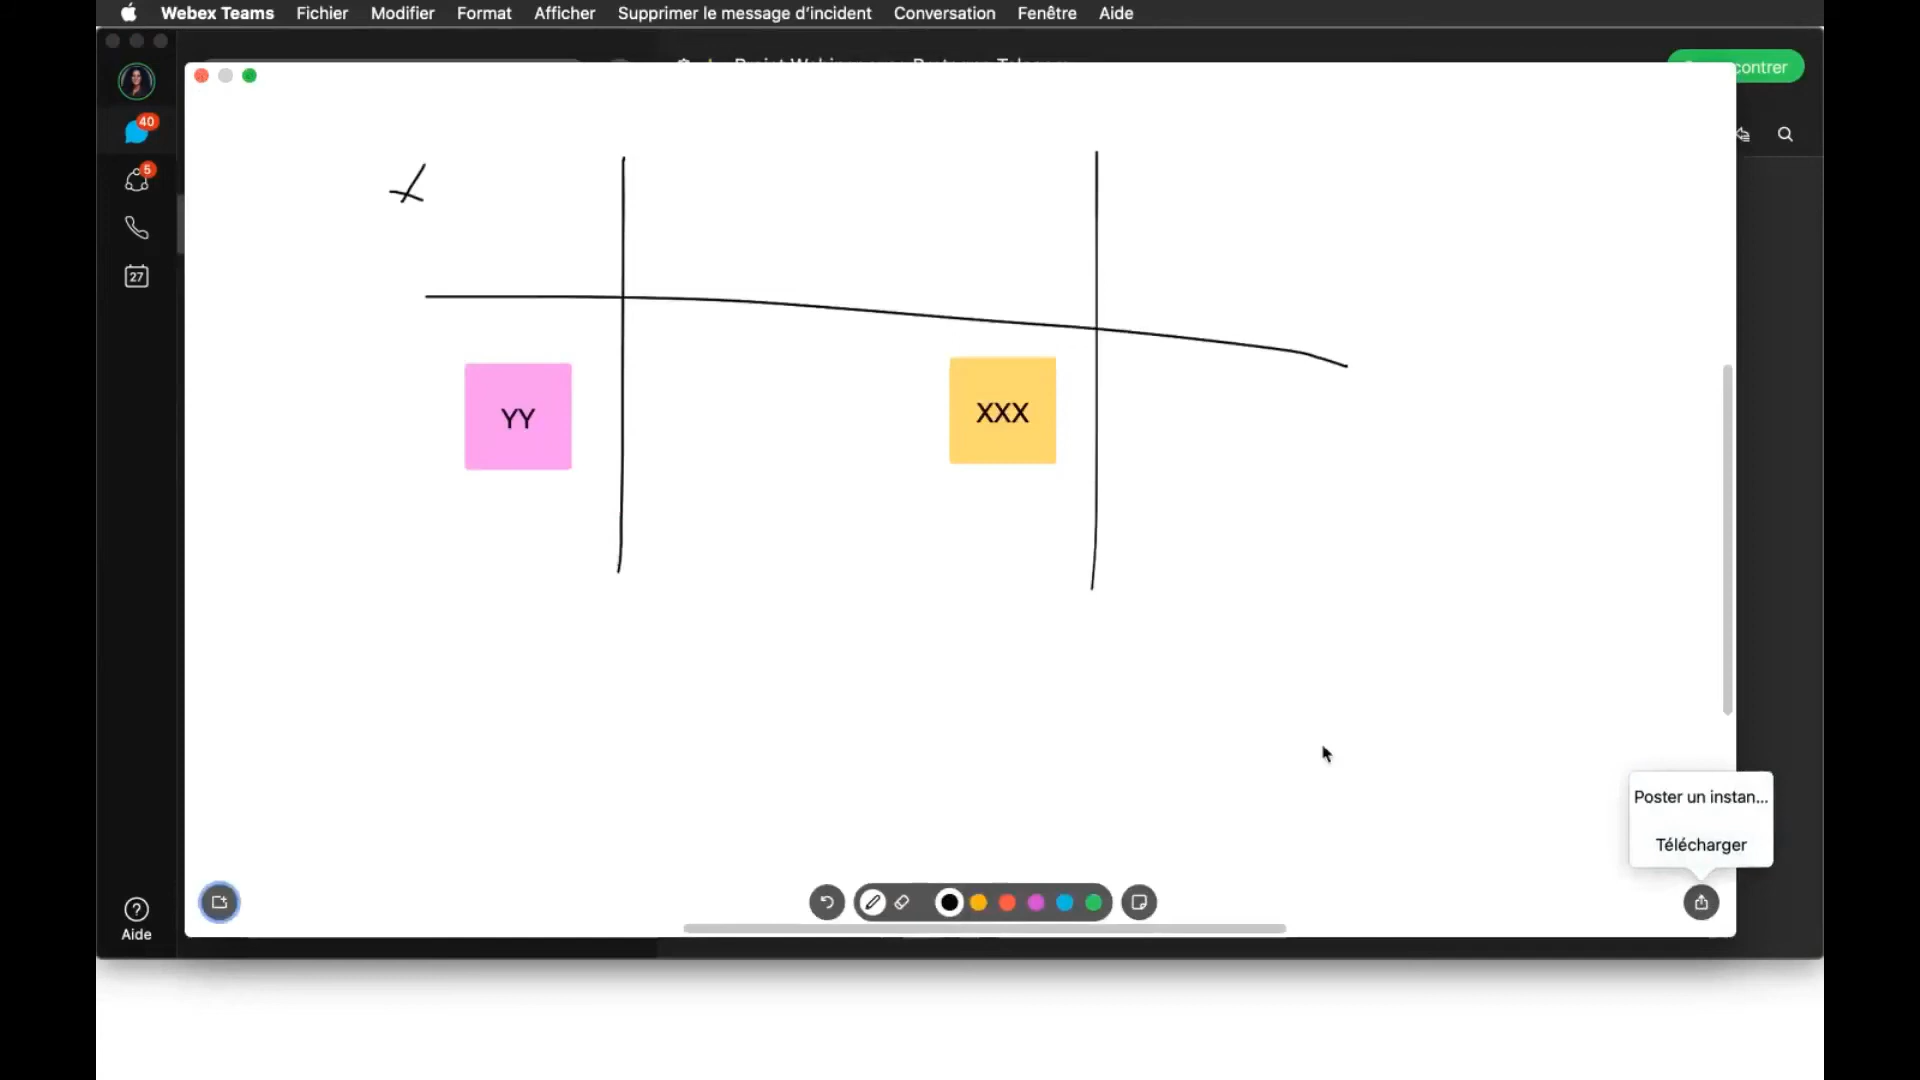 Webex Teams Fichier Modifier Format Afficher Supprimer le message d’incident Conversation Fenêtre Aide
contrer
40
5
27
YY
XXX
Poster un instan...
Télécharger
Aide